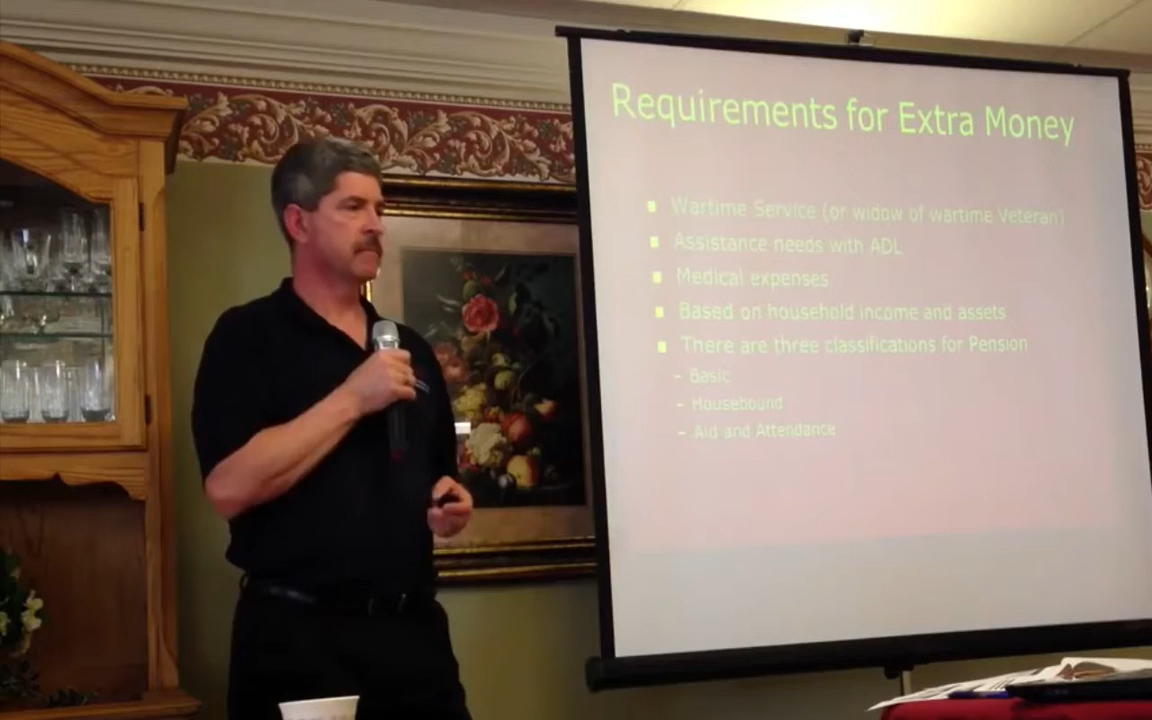 Requirements for Extra Money
Wartime Service (or widow of wartime Veteran)
Assistance needs with ADL
Medical expenses
Based on household income and assets
There are three classifications for Pension
– Basic
– Housebound
– Aid and Attendance